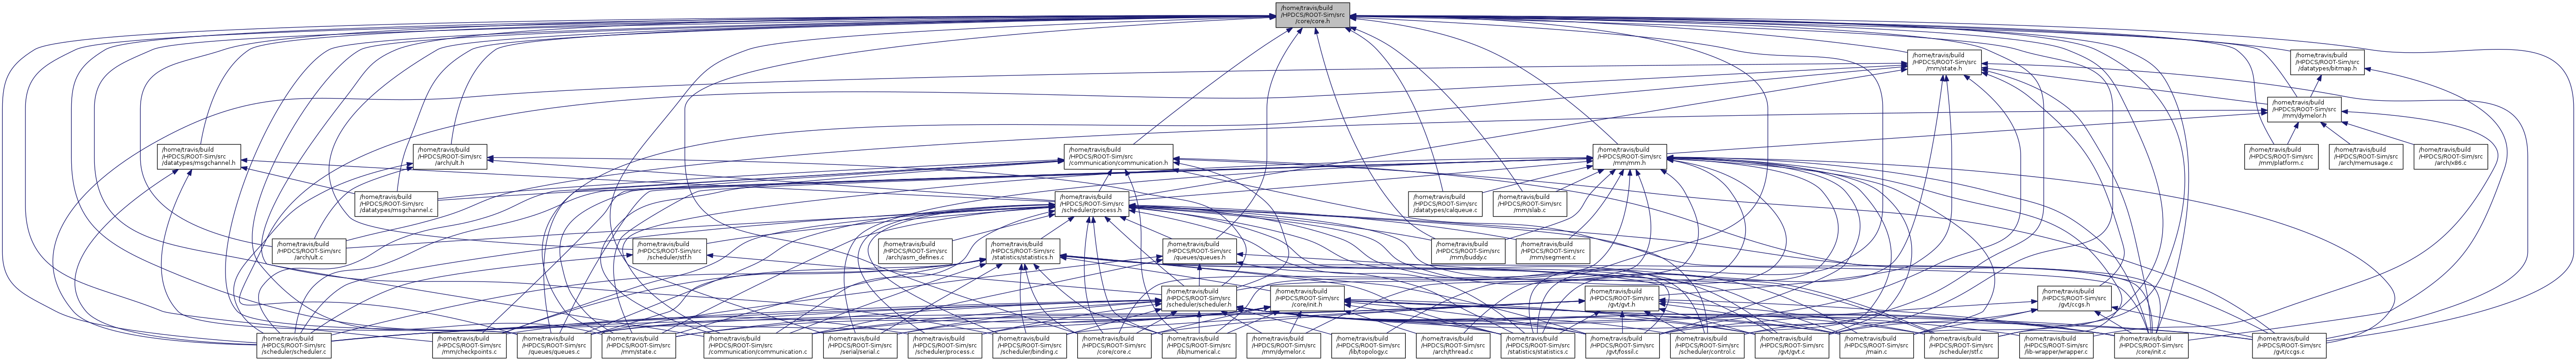 /home/travis/build
/HPDCS/ROOT-Sim/src
/core/core.h
/home/travis/build
/HPDCS/ROOT-Sim/src
/mm/state.h
/home/travis/build
/HPDCS/ROOT-Sim/src
/datatypes/bitmap.h
/home/travis/build
/HPDCS/ROOT-Sim/src
/mm/dymelor.h
/home/travis/build
/HPDCS/ROOT-Sim/src
/datatypes/msgchannel.h
/home/travis/build
/HPDCS/ROOT-Sim/src
/arch/ult.h
/home/travis/build
/HPDCS/ROOT-Sim/src
/communication/communication.h
/home/travis/build
/HPDCS/ROOT-Sim/src
/mm/mm.h
/home/travis/build
/HPDCS/ROOT-Sim/src
/mm/platform.c
/home/travis/build
/HPDCS/ROOT-Sim/src
/arch/memusage.c
/home/travis/build
/HPDCS/ROOT-Sim/src
/arch/x86.c
/home/travis/build
/HPDCS/ROOT-Sim/src
/datatypes/msgchannel.c
/home/travis/build
/HPDCS/ROOT-Sim/src
/scheduler/process.h
/home/travis/build
/HPDCS/ROOT-Sim/src
/datatypes/calqueue.c
/home/travis/build
/HPDCS/ROOT-Sim/src
/mm/slab.c
/home/travis/build
/HPDCS/ROOT-Sim/src
/arch/ult.c
/home/travis/build
/HPDCS/ROOT-Sim/src
/scheduler/stf.h
/home/travis/build
/HPDCS/ROOT-Sim/src
/arch/asm_defines.c
/home/travis/build
/HPDCS/ROOT-Sim/src
/statistics/statistics.h
/home/travis/build
/HPDCS/ROOT-Sim/src
/queues/queues.h
/home/travis/build
/HPDCS/ROOT-Sim/src
/mm/buddy.c
/home/travis/build
/HPDCS/ROOT-Sim/src
/mm/segment.c
/home/travis/build
/HPDCS/ROOT-Sim/src
/scheduler/scheduler.h
/home/travis/build
/HPDCS/ROOT-Sim/src
/core/init.h
/home/travis/build
/HPDCS/ROOT-Sim/src
/gvt/gvt.h
/home/travis/build
/HPDCS/ROOT-Sim/src
/gvt/ccgs.h
/home/travis/build
/HPDCS/ROOT-Sim/src
/scheduler/scheduler.c
/home/travis/build
/HPDCS/ROOT-Sim/src
/mm/checkpoints.c
/home/travis/build
/HPDCS/ROOT-Sim/src
/queues/queues.c
/home/travis/build
/HPDCS/ROOT-Sim/src
/mm/state.c
/home/travis/build
/HPDCS/ROOT-Sim/src
/communication/communication.c
/home/travis/build
/HPDCS/ROOT-Sim/src
/serial/serial.c
/home/travis/build
/HPDCS/ROOT-Sim/src
/scheduler/process.c
/home/travis/build
/HPDCS/ROOT-Sim/src
/scheduler/binding.c
/home/travis/build
/HPDCS/ROOT-Sim/src
/core/core.c
/home/travis/build
/HPDCS/ROOT-Sim/src
/lib/numerical.c
/home/travis/build
/HPDCS/ROOT-Sim/src
/mm/dymelor.c
/home/travis/build
/HPDCS/ROOT-Sim/src
/lib/topology.c
/home/travis/build
/HPDCS/ROOT-Sim/src
/arch/thread.c
/home/travis/build
/HPDCS/ROOT-Sim/src
/statistics/statistics.c
/home/travis/build
/HPDCS/ROOT-Sim/src
/gvt/fossil.c
/home/travis/build
/HPDCS/ROOT-Sim/src
/scheduler/control.c
/home/travis/build
/HPDCS/ROOT-Sim/src
/gvt/gvt.c
/home/travis/build
/HPDCS/ROOT-Sim/src
/main.c
/home/travis/build
/HPDCS/ROOT-Sim/src
/scheduler/stf.c
/home/travis/build
/HPDCS/ROOT-Sim/src
/lib-wrapper/wrapper.c
/home/travis/build
/HPDCS/ROOT-Sim/src
/core/init.c
/home/travis/build
/HPDCS/ROOT-Sim/src
/gvt/ccgs.c